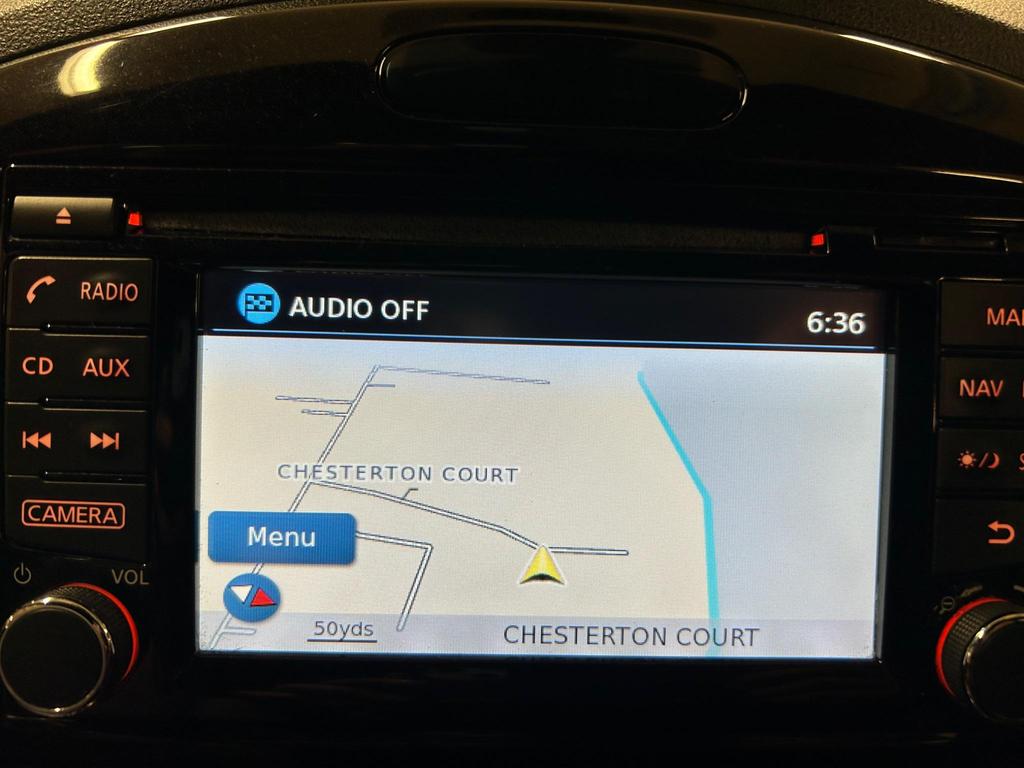 RADIO
CD AUX
CAMERA
VOL
AUDIO OFF
6:36
CHESTERTON COURT
Menu
50yds
CHESTERTON COURT
NAV